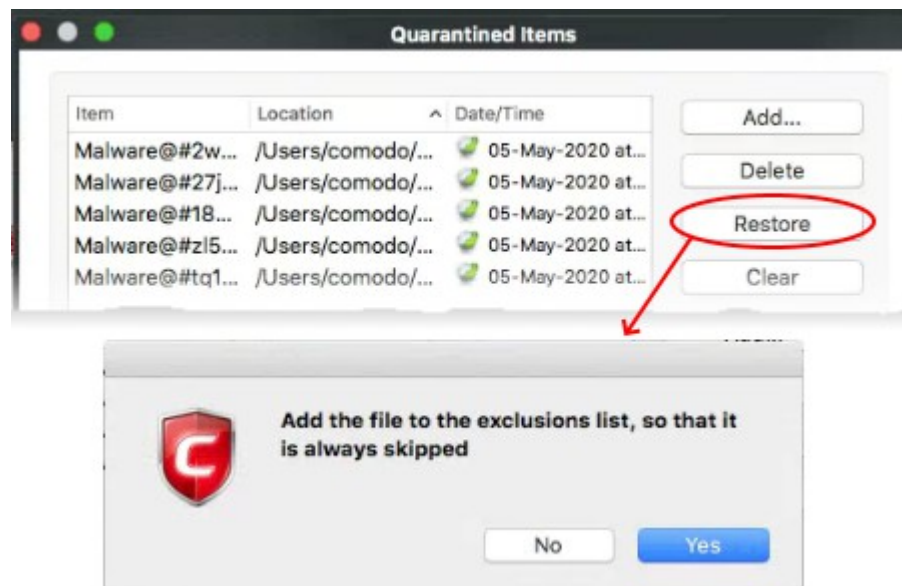 Quarantined Items
Item Location Date/Time
Malware@#2w... /Users/comodo/... 05-May-2020 at...
Malware@#27j... /Users/comodo/... 05-May-2020 at...
Malware@#18... /Users/comodo/... 05-May-2020 at...
Malware@#zl5... /Users/comodo/... 05-May-2020 at...
Malware@#tq1... /Users/comodo/... 05-May-2020 at...
Add...
Delete
Restore
Clear
C
Add the file to the exclusions list, so that it
is always skipped
No Yes